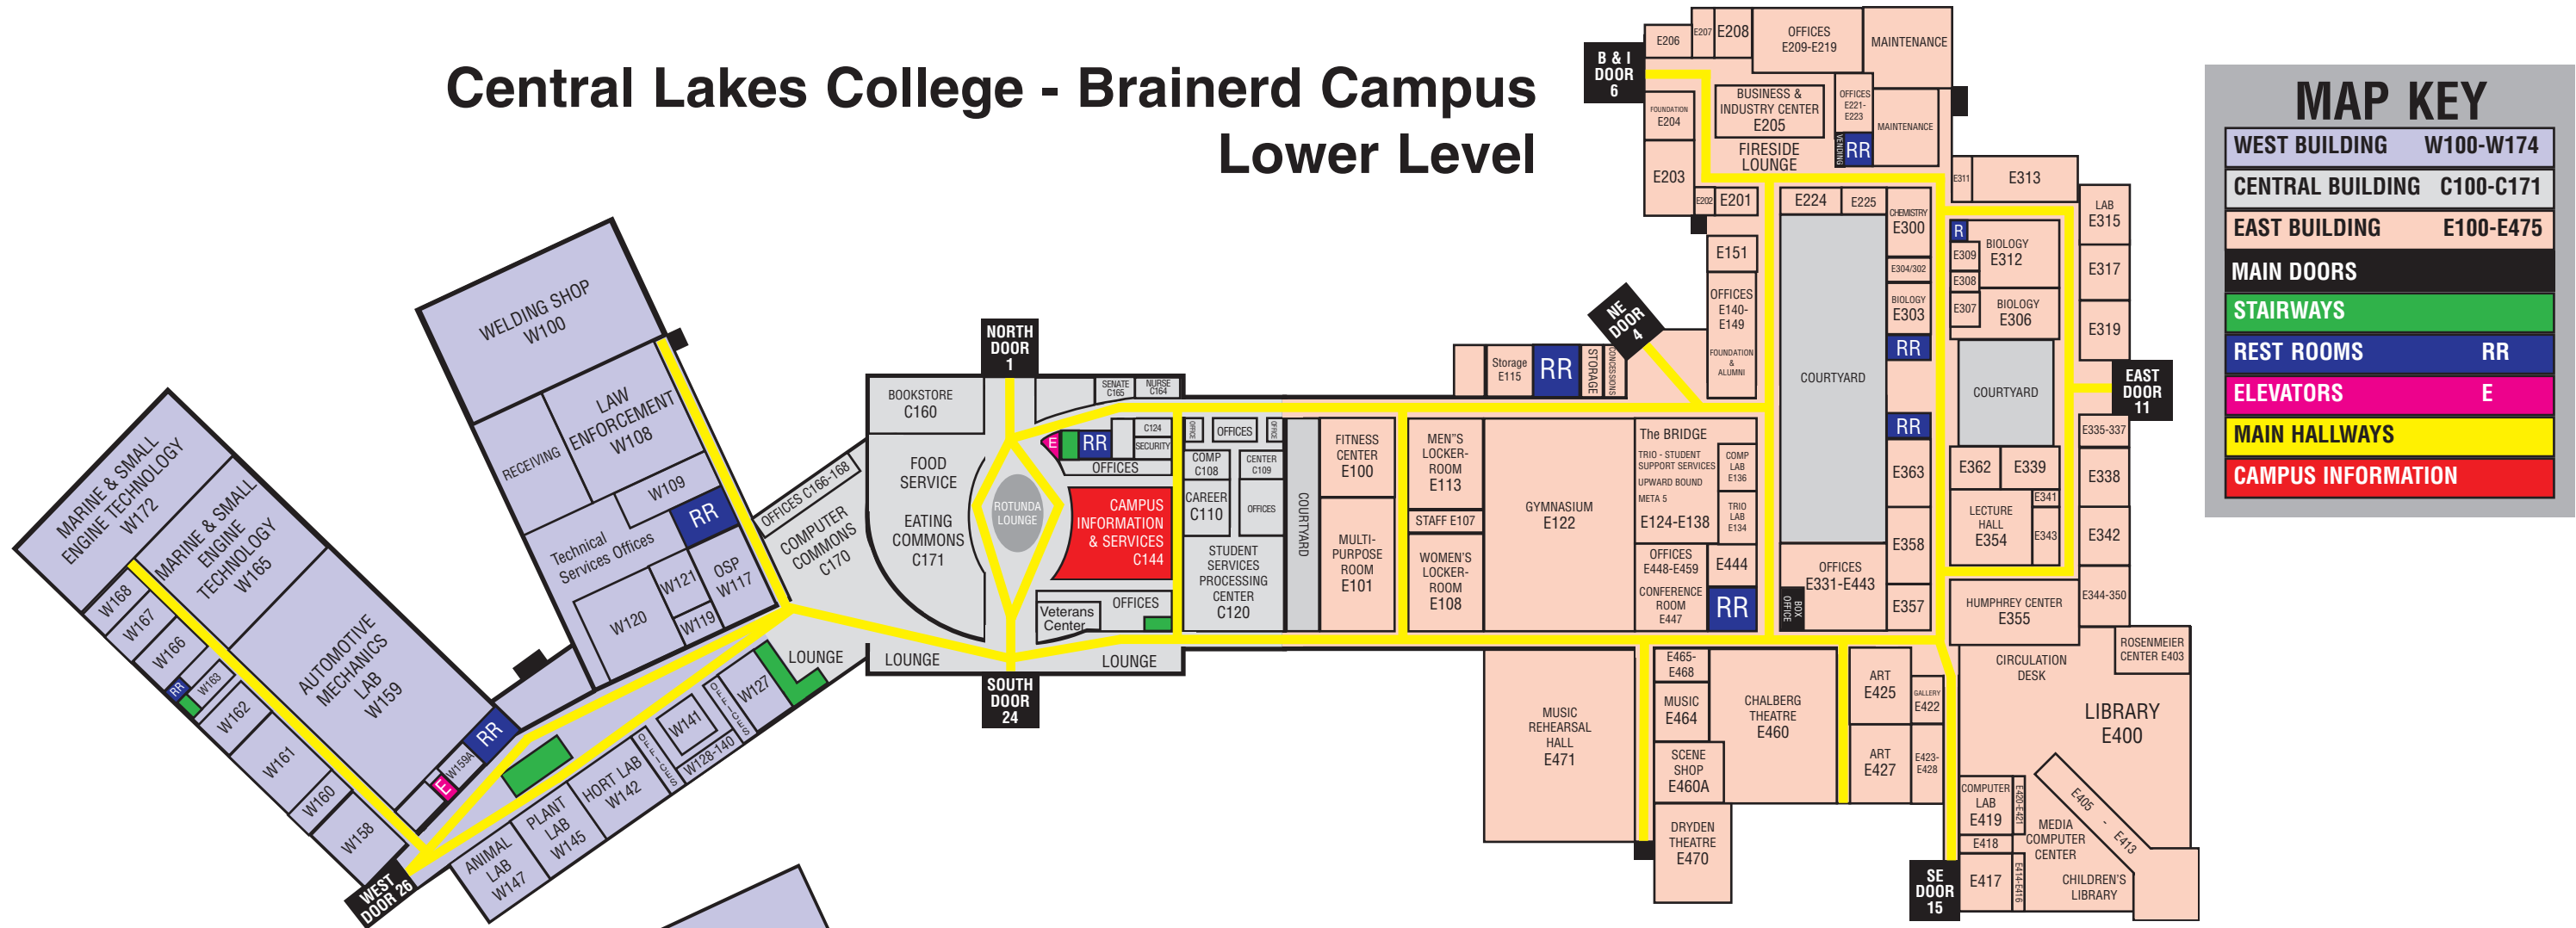 Central Lakes College - Brainerd Campus
Lower Level
MAP KEY
WEST BUILDING W100-W174
CENTRAL BUILDING C100-C171
EAST BUILDING E100-E475
MAIN DOORS
STAIRWAYS
REST ROOMS RR
ELEVATORS E
MAIN HALLWAYS
CAMPUS INFORMATION
MARINE & SMALL
ENGINE TECHNOLOGY
W172
MARINE & SMALL
ENGINE
TECHNOLOGY
W165
W168
W167
W166
RR
W163
W162
W161
W160
W158
AUTOMOTIVE
MECHANICS
LAB
W159
RR
W159A
E
WEST
DOOR 26
WELDING SHOP
W100
LAW
ENFORCEMENT
W108
RECEIVING
W109
RR
Technical
Services Offices
W120
W121
W119
OSP
W117
ANIMAL
LAB
W147
PLANT
LAB
W145
HORT LAB
W142
OFFICES
W141
W128-140
OFFICES
W127
LOUNGE
OFFICES C166-168
COMPUTER
COMMONS
C170
BOOKSTORE
C160
FOOD
SERVICE
EATING
COMMONS
C171
LOUNGE
NORTH
DOOR
1
ROTUNDA
LOUNGE
SOUTH
DOOR
24
SENATE
C165
NURSE
C164
E
RR
C124
SECURITY
OFFICES
CAMPUS
INFORMATION
& SERVICES
C144
Veterans
Center
OFFICES
LOUNGE
OFFICE
OFFICES
OFFICE
COMP
C108
CENTER
C109
CAREER
C110
OFFICES
STUDENT
SERVICES
PROCESSING
CENTER
C120
COURTYARD
FITNESS
CENTER
E100
MULTI-
PURPOSE
ROOM
E101
MEN"S
LOCKER-
ROOM
E113
STAFF E107
WOMEN'S
LOCKER-
ROOM
E108
GYMNASIUM
E122
Storage
E115
RR
STORAGE
CONCESSIONS
NE
DOOR
4
The BRIDGE
TRIO - STUDENT
SUPPORT SERVICES
UPWARD BOUND
META 5
E124-E138
COMP
LAB
E136
TRIO
LAB
E134
OFFICES
E448-E459
CONFERENCE
ROOM
E447
E444
RR
B & I
DOOR
6
E206
E207
E208
OFFICES
E209-E219
MAINTENANCE
FOUNDATION
E204
BUSINESS &
INDUSTRY CENTER
E205
OFFICES
E221-
E223
MAINTENANCE
FIRESIDE
LOUNGE
VENDING
RR
E203
E202
E201
E151
OFFICES
E140-
E149
FOUNDATION
&
ALUMNI
E224
E225
COURTYARD
CHEMISTRY
E300
E304/302
BIOLOGY
E303
RR
RR
E363
E358
E357
OFFICES
E331-E443
BOX
OFFICE
E311
E313
LAB
E315
E317
E319
R
BIOLOGY
E312
E309
E308
E307
BIOLOGY
E306
COURTYARD
EAST
DOOR
11
E335-337
E338
E342
E344-350
E362
E339
E341
LECTURE
HALL
E354
E343
HUMPHREY CENTER
E355
ROSENMEIER
CENTER E403
CIRCULATION
DESK
LIBRARY
E400
MUSIC
REHEARSAL
HALL
E471
E465-
E468
MUSIC
E464
CHALBERG
THEATRE
E460
SCENE
SHOP
E460A
DRYDEN
THEATRE
E470
ART
E425
GALLERY
E422
ART
E427
E423-
E428
SE
DOOR
15
COMPUTER
LAB
E419
E420-E421
E418
E417
E414-E416
E405 - E413
MEDIA
COMPUTER
CENTER
CHILDREN'S
LIBRARY